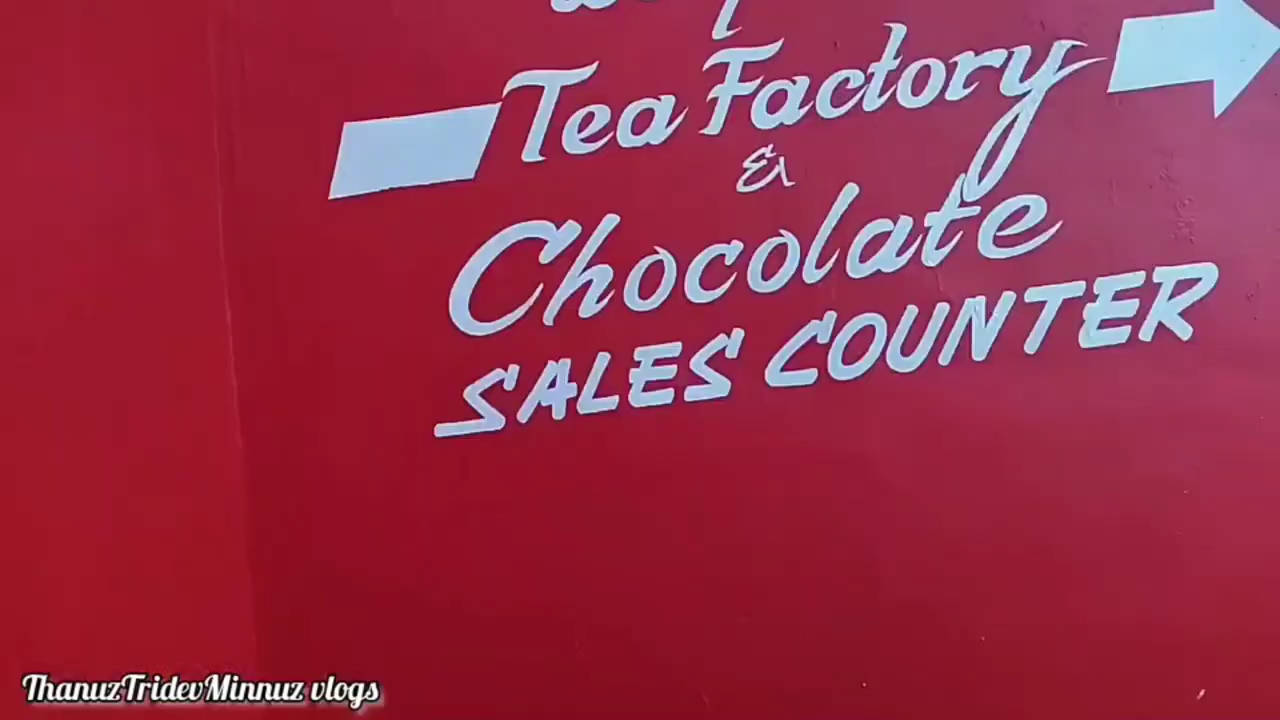 Tea Factory
&
Chocolate
SALES COUNTER
ThanuzTridevMinnuz vlogs